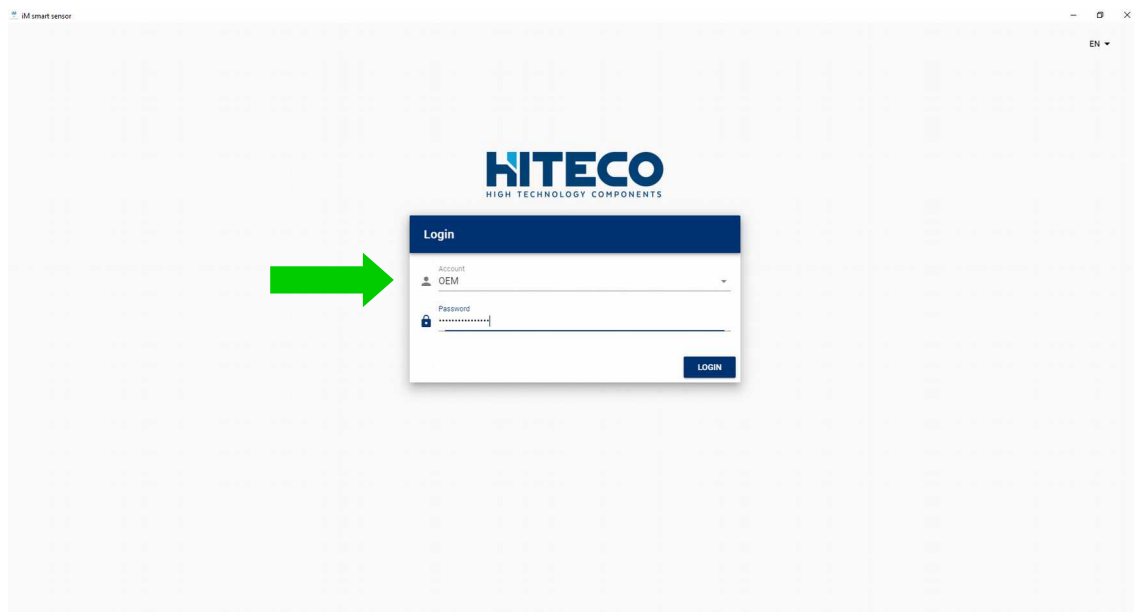 iM smart sensor
EN
HITECO
HIGH TECHNOLOGY COMPONENTS
Login
Account
OEM
Password
••••••••••••••••
LOGIN